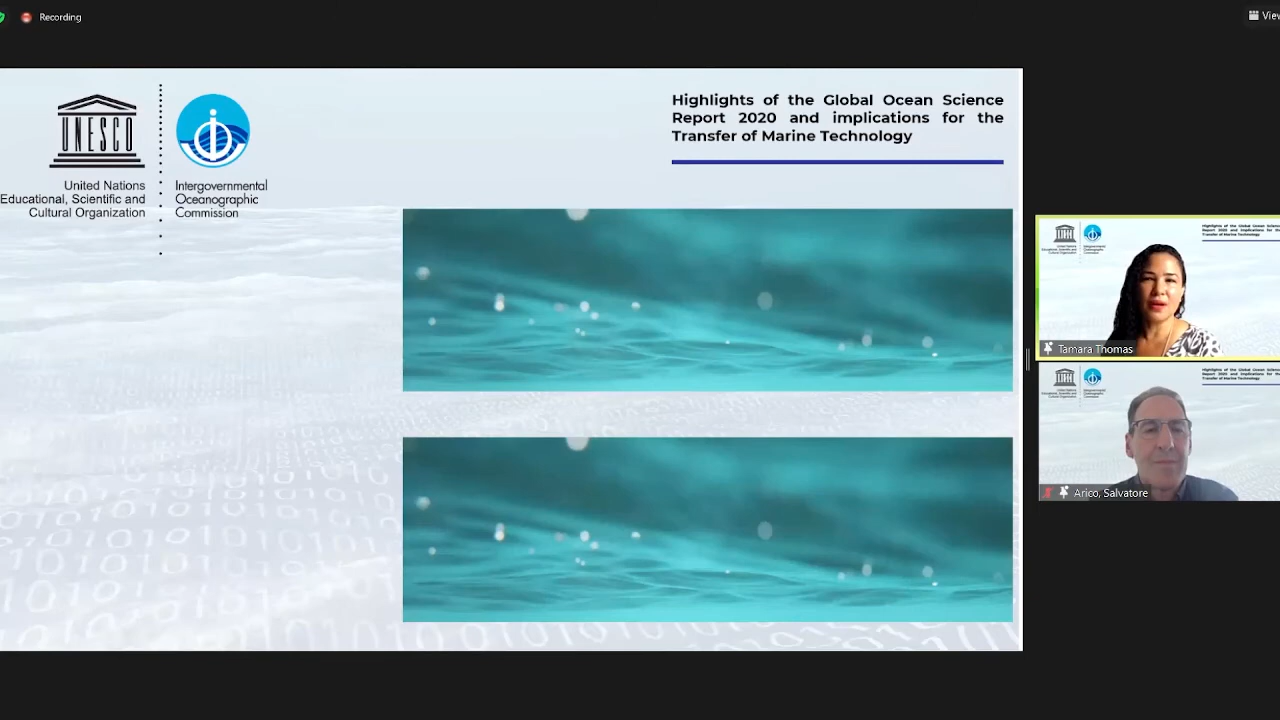 Recording
View
Highlights of the Global Ocean Science
Report 2020 and implications for the
Transfer of Marine Technology
UNESCO
United Nations
Educational, Scientific and
Cultural Organization
Intergovernmental
Oceanographic
Commission
Tamara Thomas
Arico, Salvatore